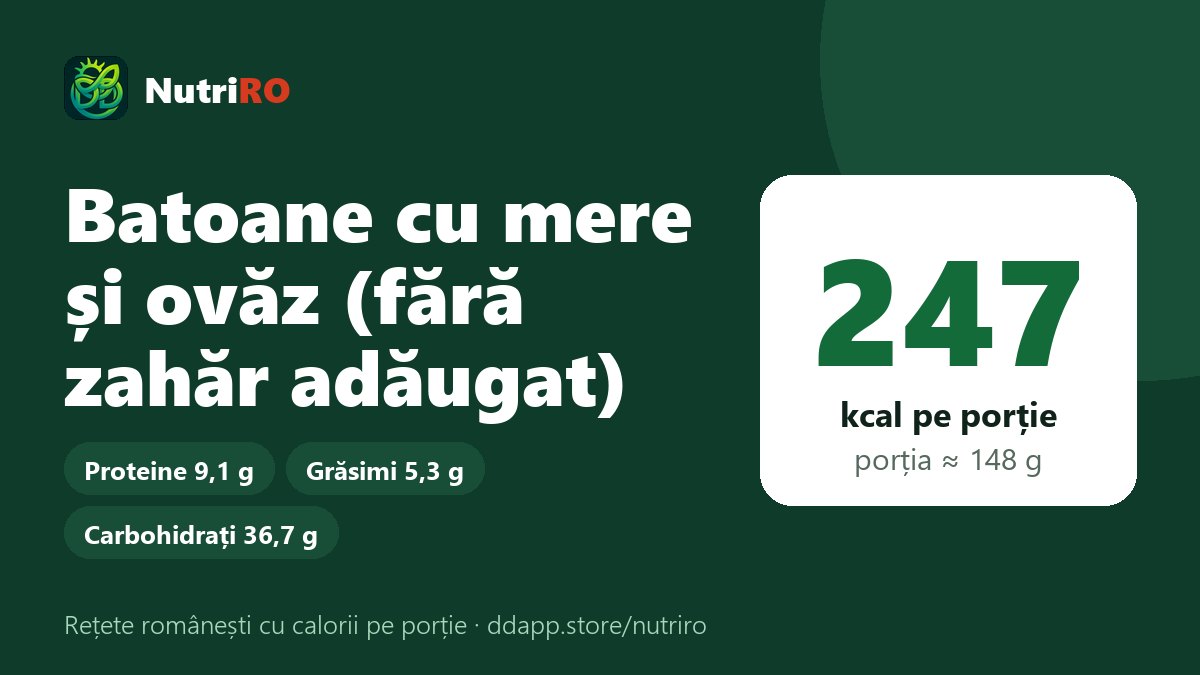 NutriRO
Batoane cu mere
și ovăz (fără
zahăr adăugat)
Proteine 9,1 g
Grăsimi 5,3 g
Carbohidrați 36,7 g
247
kcal pe porție
porția ≈ 148 g
Rețete românești cu calorii pe porție · ddapp.store/nutriro